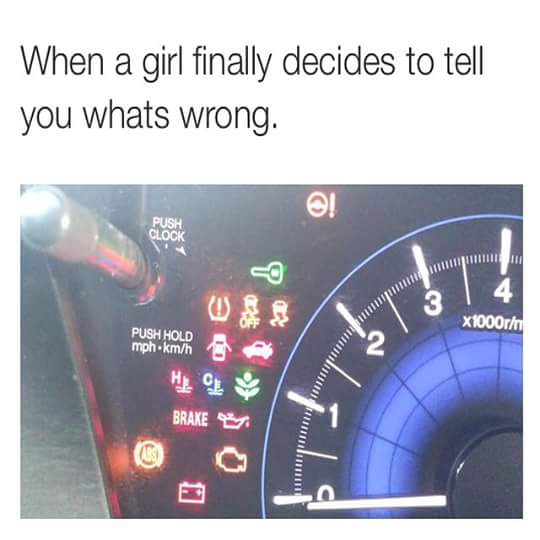 When a girl finally decides to tell
you whats wrong.
PUSH
CLOCK
OFF
PUSH HOLD
mph•km/h
H
C
BRAKE
ABS
4
3
x1000r/m
2
1
0